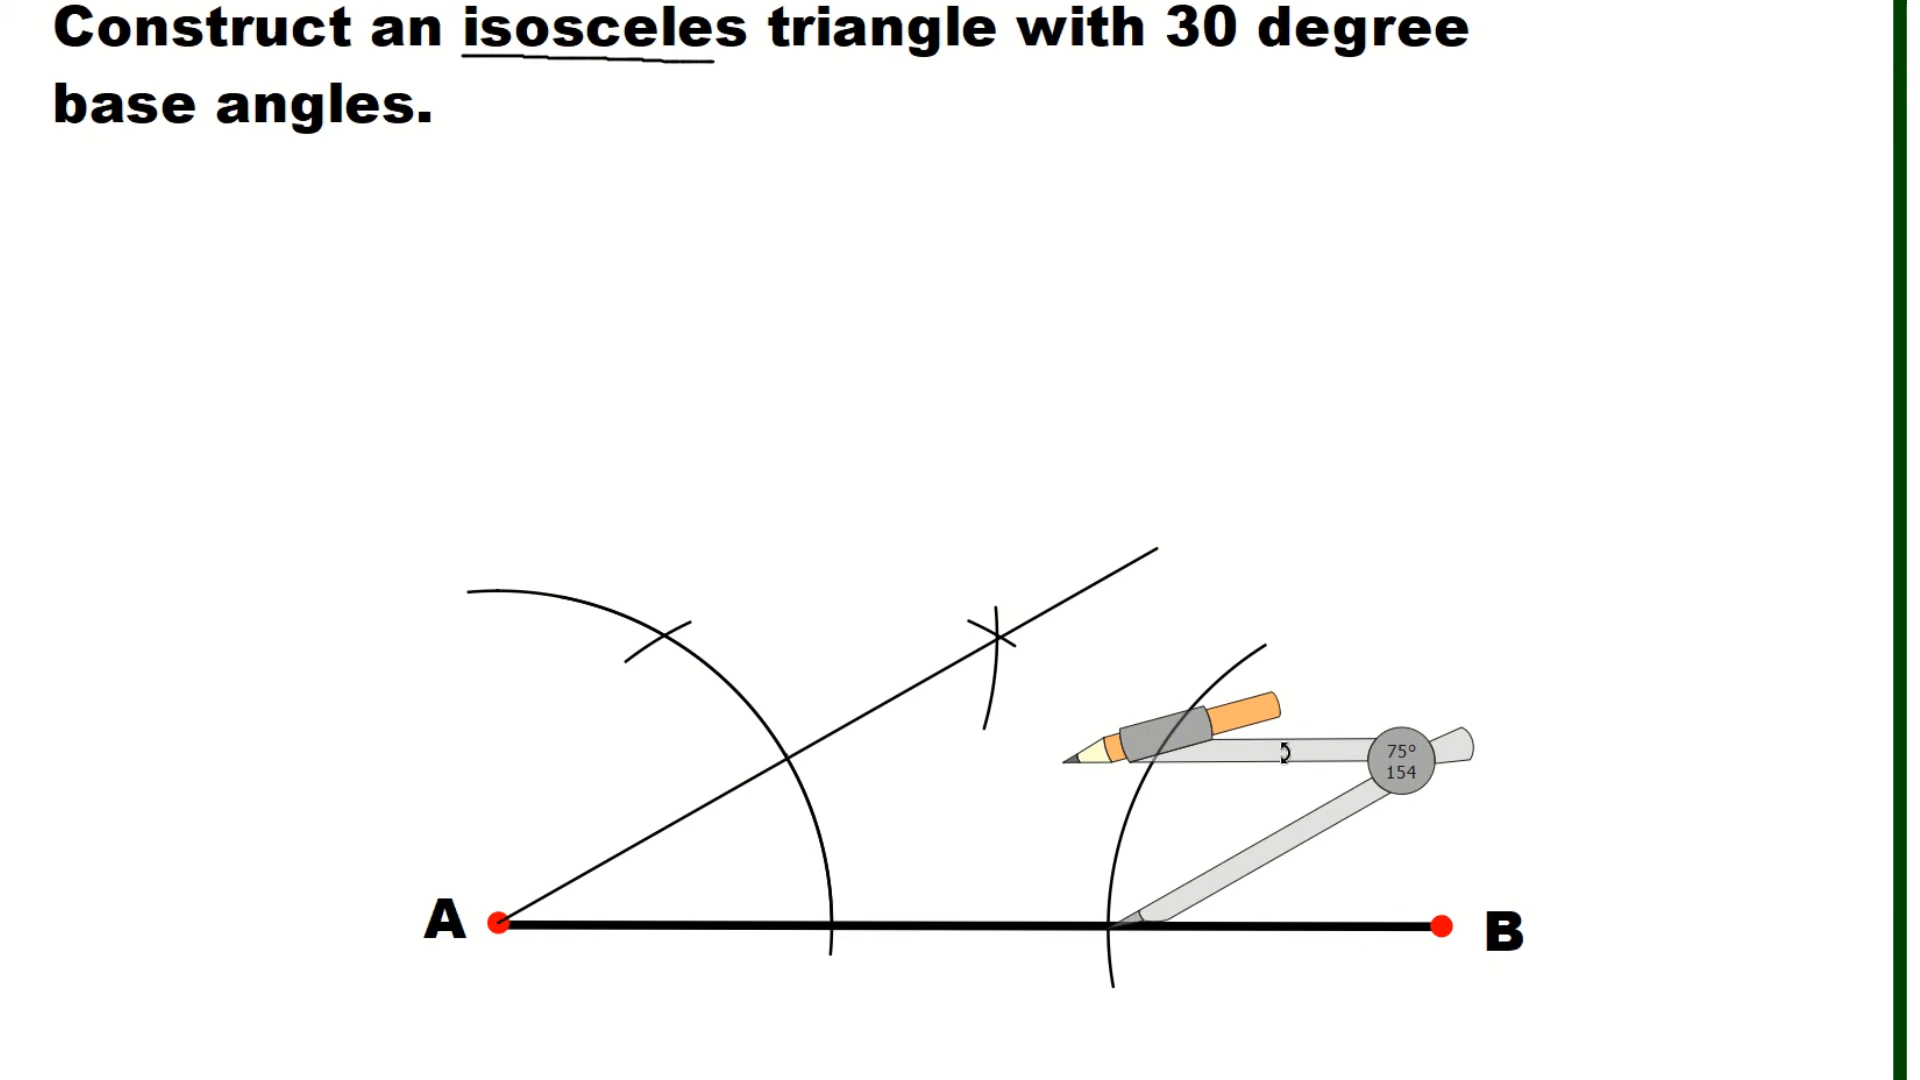 Construct an isosceles triangle with 30 degree
base angles.
75°
154
A
B